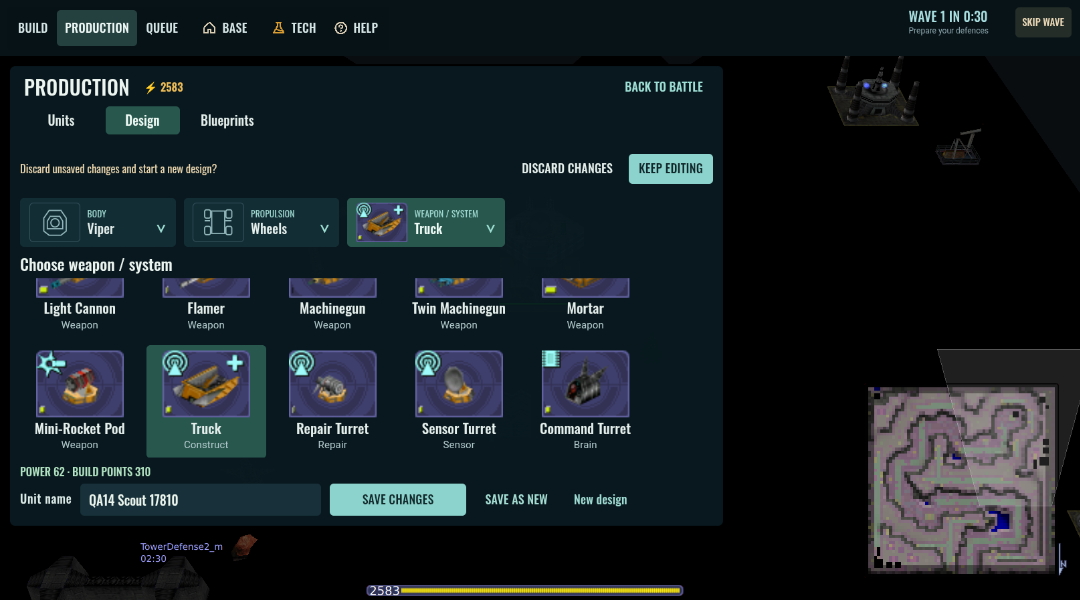 BUILD
PRODUCTION
QUEUE
BASE
TECH
HELP
WAVE 1 IN 0:30
Prepare your defences
SKIP WAVE
PRODUCTION
2583
BACK TO BATTLE
Units
Design
Blueprints
Discard unsaved changes and start a new design?
DISCARD CHANGES
KEEP EDITING
BODY
Viper
PROPULSION
Wheels
WEAPON / SYSTEM
Truck
Choose weapon / system
Light Cannon
Weapon
Flamer
Weapon
Machinegun
Weapon
Twin Machinegun
Weapon
Mortar
Weapon
Mini-Rocket Pod
Weapon
Truck
Construct
Repair Turret
Repair
Sensor Turret
Sensor
Command Turret
Brain
POWER 62 · BUILD POINTS 310
Unit name
QA14 Scout 17810
SAVE CHANGES
SAVE AS NEW
New design
TowerDefense2_m
02:30
2583
N